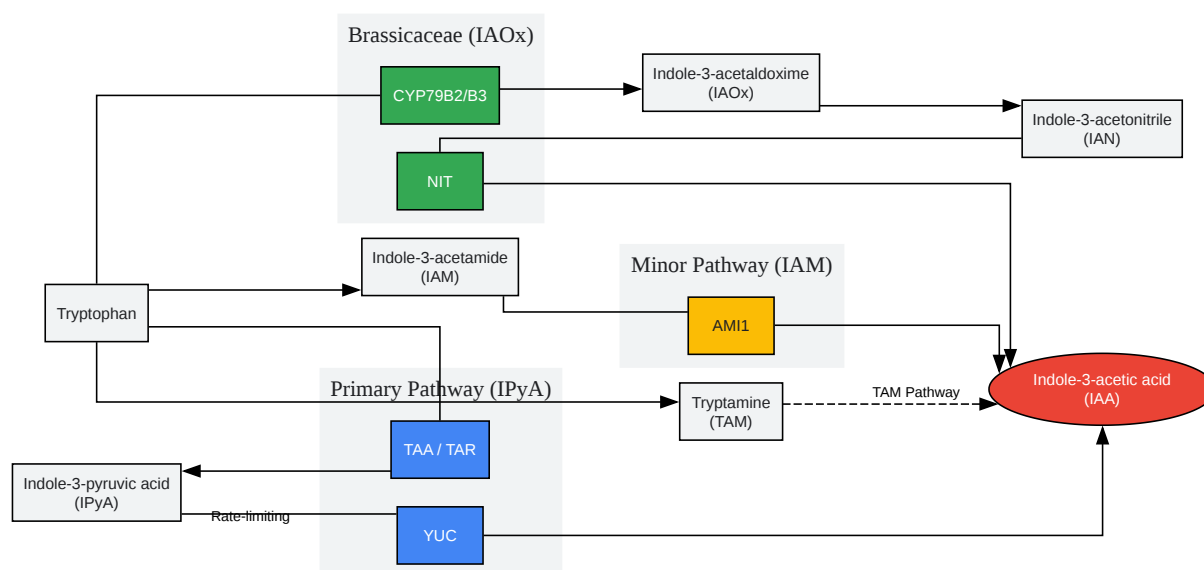 Brassicaceae (IAOx)
CYP79B2/B3
Indole-3-acetaldoxime
(IAOx)
Indole-3-acetonitrile
(IAN)
NIT
Indole-3-acetamide
(IAM)
Minor Pathway (IAM)
Tryptophan
AMI1
Primary Pathway (IPyA)
Tryptamine
(TAM)
TAM Pathway
Indole-3-acetic acid
(IAA)
TAA / TAR
Indole-3-pyruvic acid
(IPyA)
Rate-limiting
YUC